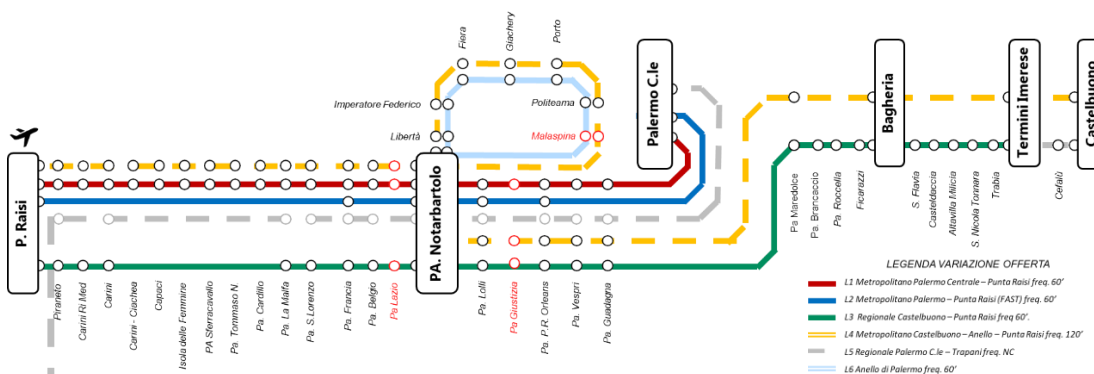 Fiera
Giachery
Porto
Imperatore Federico
Politeama
Libertà
Malaspina
P. Raisi
PA. Notarbartolo
Palermo C.le
Bagheria
Termini Imerese
Castelbuono
Piraneto
Carini Ri Med
Carini
Carini - Ciachea
Capaci
Isola delle Femmine
PA Sferracavallo
Pa. Tommaso N.
Pa. Cardillo
Pa. La Malfa
Pa. S.Lorenzo
Pa. Francia
Pa. Belgio
Pa Lazio
Pa. Lolli
Pa Giustizia
Pa. P.R. Orleans
Pa. Vespri
Pa. Guadagna
Pa Maredolce
Pa. Brancaccio
Pa. Roccella
Ficarazzi
S. Flavia
Casteldaccia
Altavilla Milicia
S. Nicola Tonnara
Trabia
Cefalù
LEGENDA VARIAZIONE OFFERTA
L1 Metropolitano Palermo Centrale – Punta Raisi freq. 60’
L2 Metropolitano Palermo – Punta Raisi (FAST) freq. 60’
L3 Regionale Castelbuono – Punta Raisi freq 60’.
L4 Metropolitano Castelbuono – Anello – Punta Raisi freq. 120’
L5 Regionale Palermo C.le – Trapani freq. NC
L6 Anello di Palermo freq. 60’